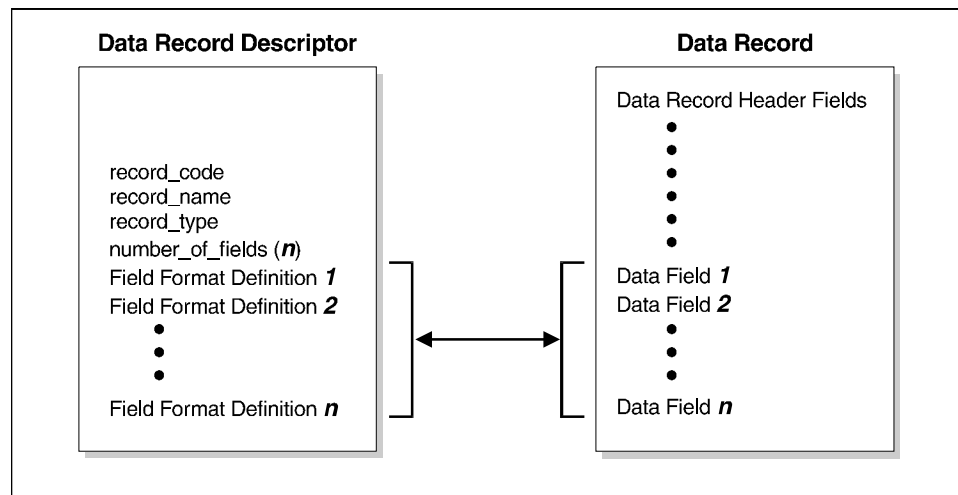 Data Record Descriptor
record_code
record_name
record_type
number_of_fields (n)
Field Format Definition 1
Field Format Definition 2
Field Format Definition n
Data Record
Data Record Header Fields
Data Field 1
Data Field 2
Data Field n